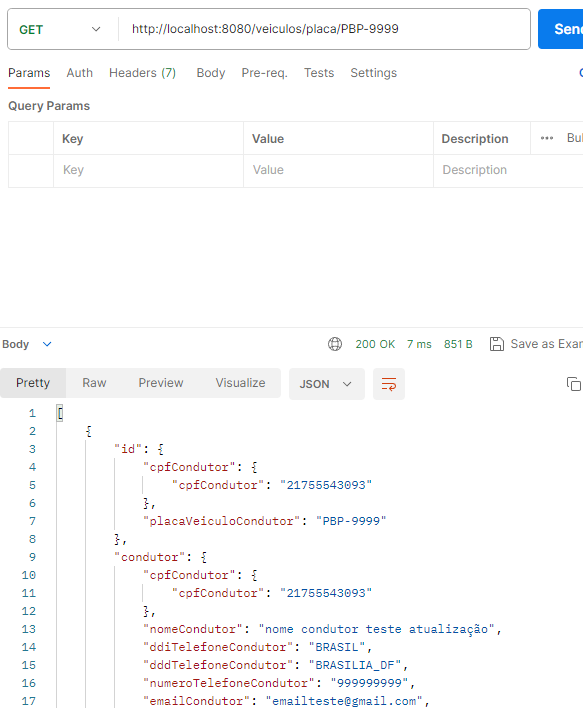 GET http://localhost:8080/veiculos/placa/PBP-9999 Send
Params Auth Headers (7) Body Pre-req. Tests Settings
Query Params
Key Value Description ••• Bul
Key Value Description
Body 200 OK 7 ms 851 B Save as Exam
Pretty Raw Preview Visualize JSON
1 [
2 {
3 "id": {
4 "cpfCondutor": {
5 "cpfCondutor": "21755543093"
6 },
7 "placaVeiculoCondutor": "PBP-9999"
8 },
9 "condutor": {
10 "cpfCondutor": {
11 "cpfCondutor": "21755543093"
12 },
13 "nomeCondutor": "nome condutor teste atualização",
14 "ddiTelefoneCondutor": "BRASIL",
15 "dddTelefoneCondutor": "BRASILIA_DF",
16 "numeroTelefoneCondutor": "999999999",
17 "emailCondutor": "emailteste@gmail.com",